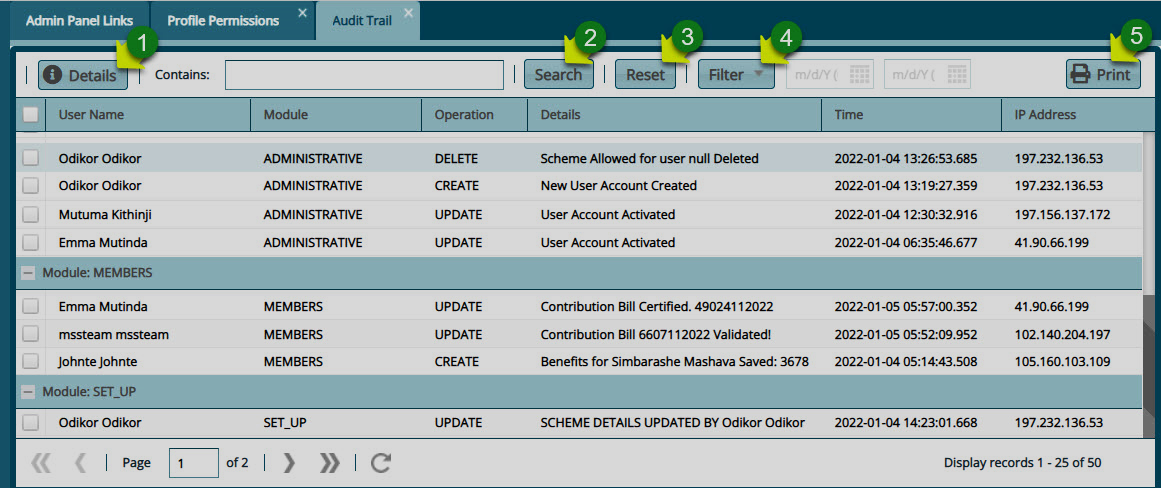 Admin Panel Links Profile Permissions Audit Trail
1 2 3 4 5
Details Contains: Search Reset Filter m/d/Y ( m/d/Y ( Print
User Name Module Operation Details Time IP Address
Odikor Odikor ADMINISTRATIVE DELETE Scheme Allowed for user null Deleted 2022-01-04 13:26:53.685 197.232.136.53
Odikor Odikor ADMINISTRATIVE CREATE New User Account Created 2022-01-04 13:19:27.359 197.232.136.53
Mutuma Kithinji ADMINISTRATIVE UPDATE User Account Activated 2022-01-04 12:30:32.916 197.156.137.172
Emma Mutinda ADMINISTRATIVE UPDATE User Account Activated 2022-01-04 06:35:46.677 41.90.66.199
Module: MEMBERS
Emma Mutinda MEMBERS UPDATE Contribution Bill Certified. 49024112022 2022-01-05 05:57:00.352 41.90.66.199
mssteam mssteam MEMBERS UPDATE Contribution Bill 6607112022 Validated! 2022-01-05 05:52:09.952 102.140.204.197
Johnte Johnte MEMBERS CREATE Benefits for Simbarashe Mashava Saved: 3678 2022-01-04 05:14:43.508 105.160.103.109
Module: SET_UP
Odikor Odikor SET_UP UPDATE SCHEME DETAILS UPDATED BY Odikor Odikor 2022-01-04 14:23:01.668 197.232.136.53
Page 1 of 2 Display records 1 - 25 of 50